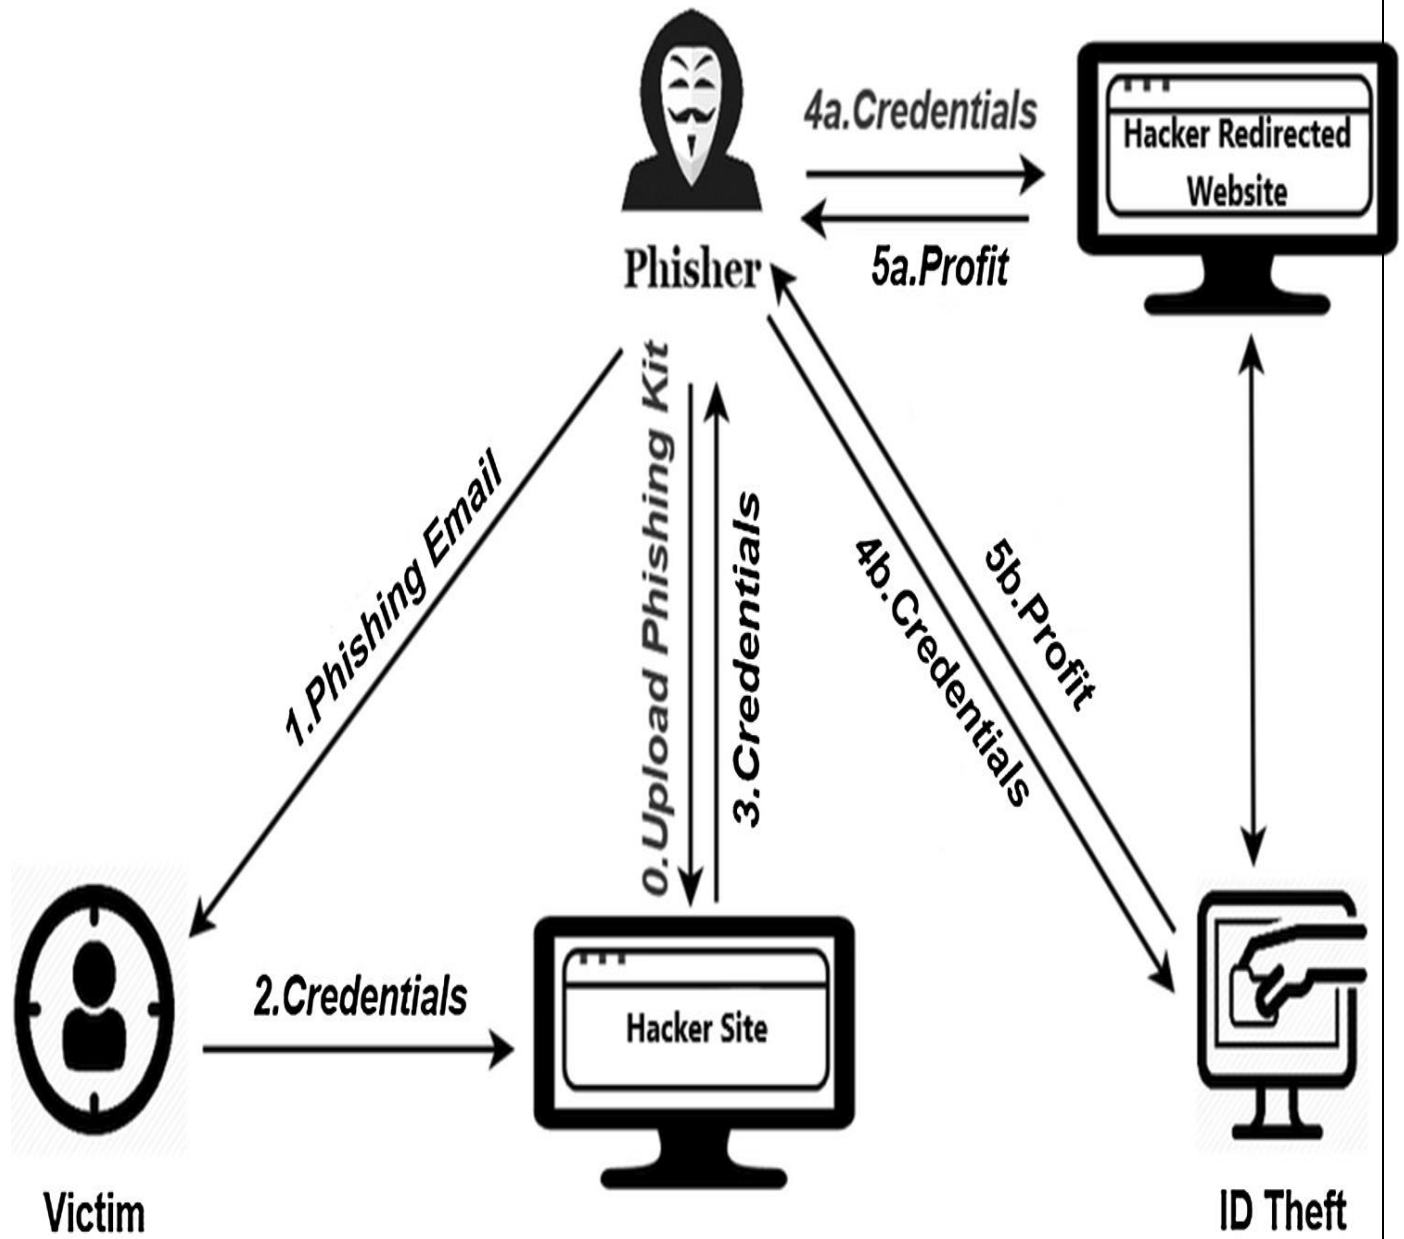 4a.Credentials
Hacker Redirected
Website
5a.Profit
Phisher
0.Upload Phishing Kit
1.Phishing Email
3.Credentials
4b.Credentials
5b.Profit
2.Credentials
Hacker Site
Victim
ID Theft